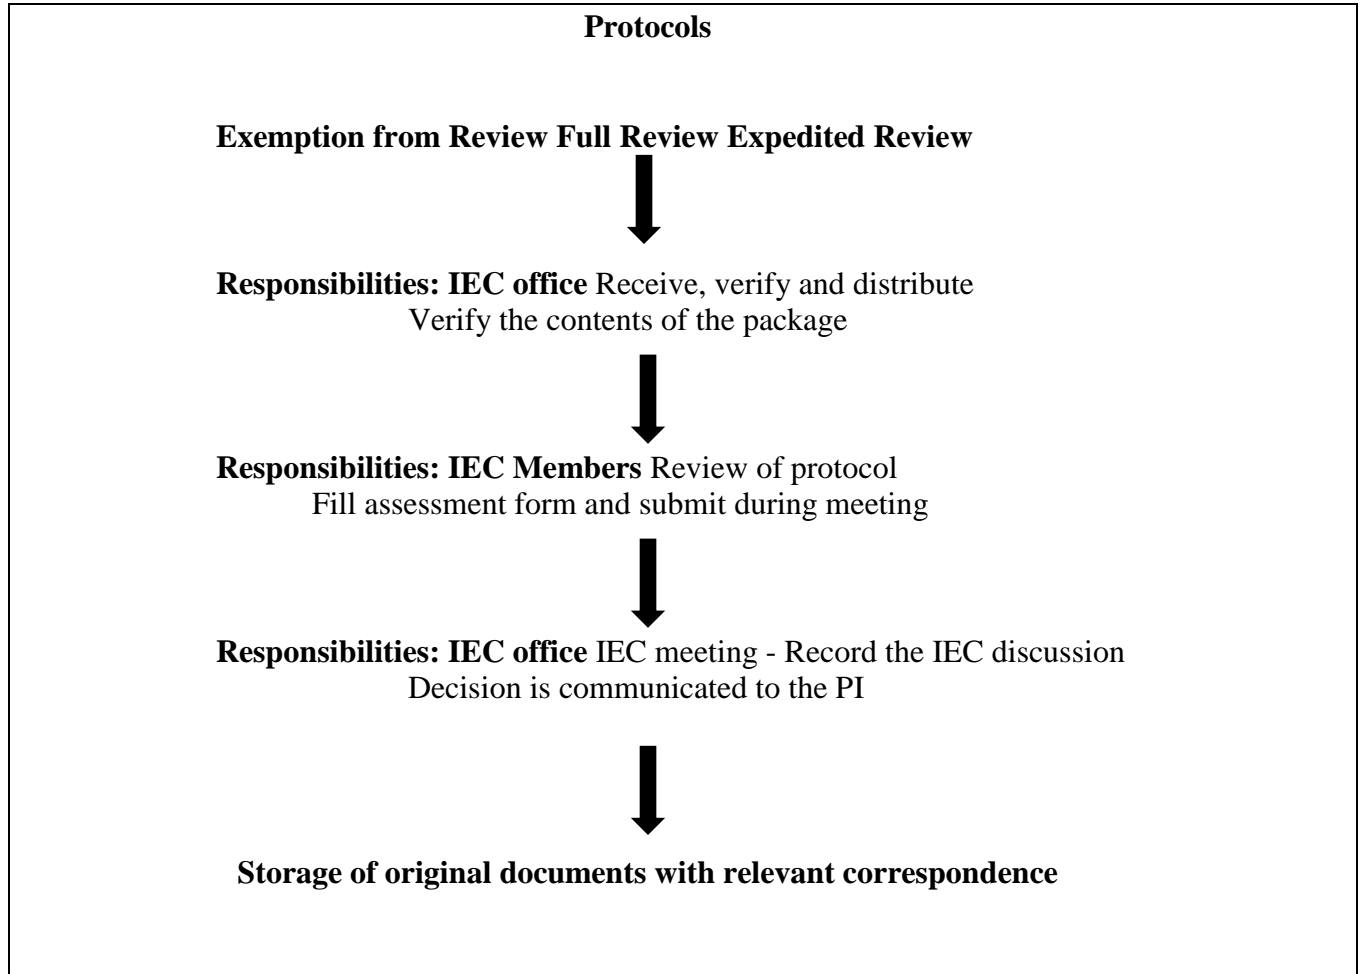 Protocols
Exemption from Review Full Review Expedited Review
Responsibilities: IEC office Receive, verify and distribute
Verify the contents of the package
Responsibilities: IEC Members Review of protocol
Fill assessment form and submit during meeting
Responsibilities: IEC office IEC meeting - Record the IEC discussion
Decision is communicated to the PI
Storage of original documents with relevant correspondence